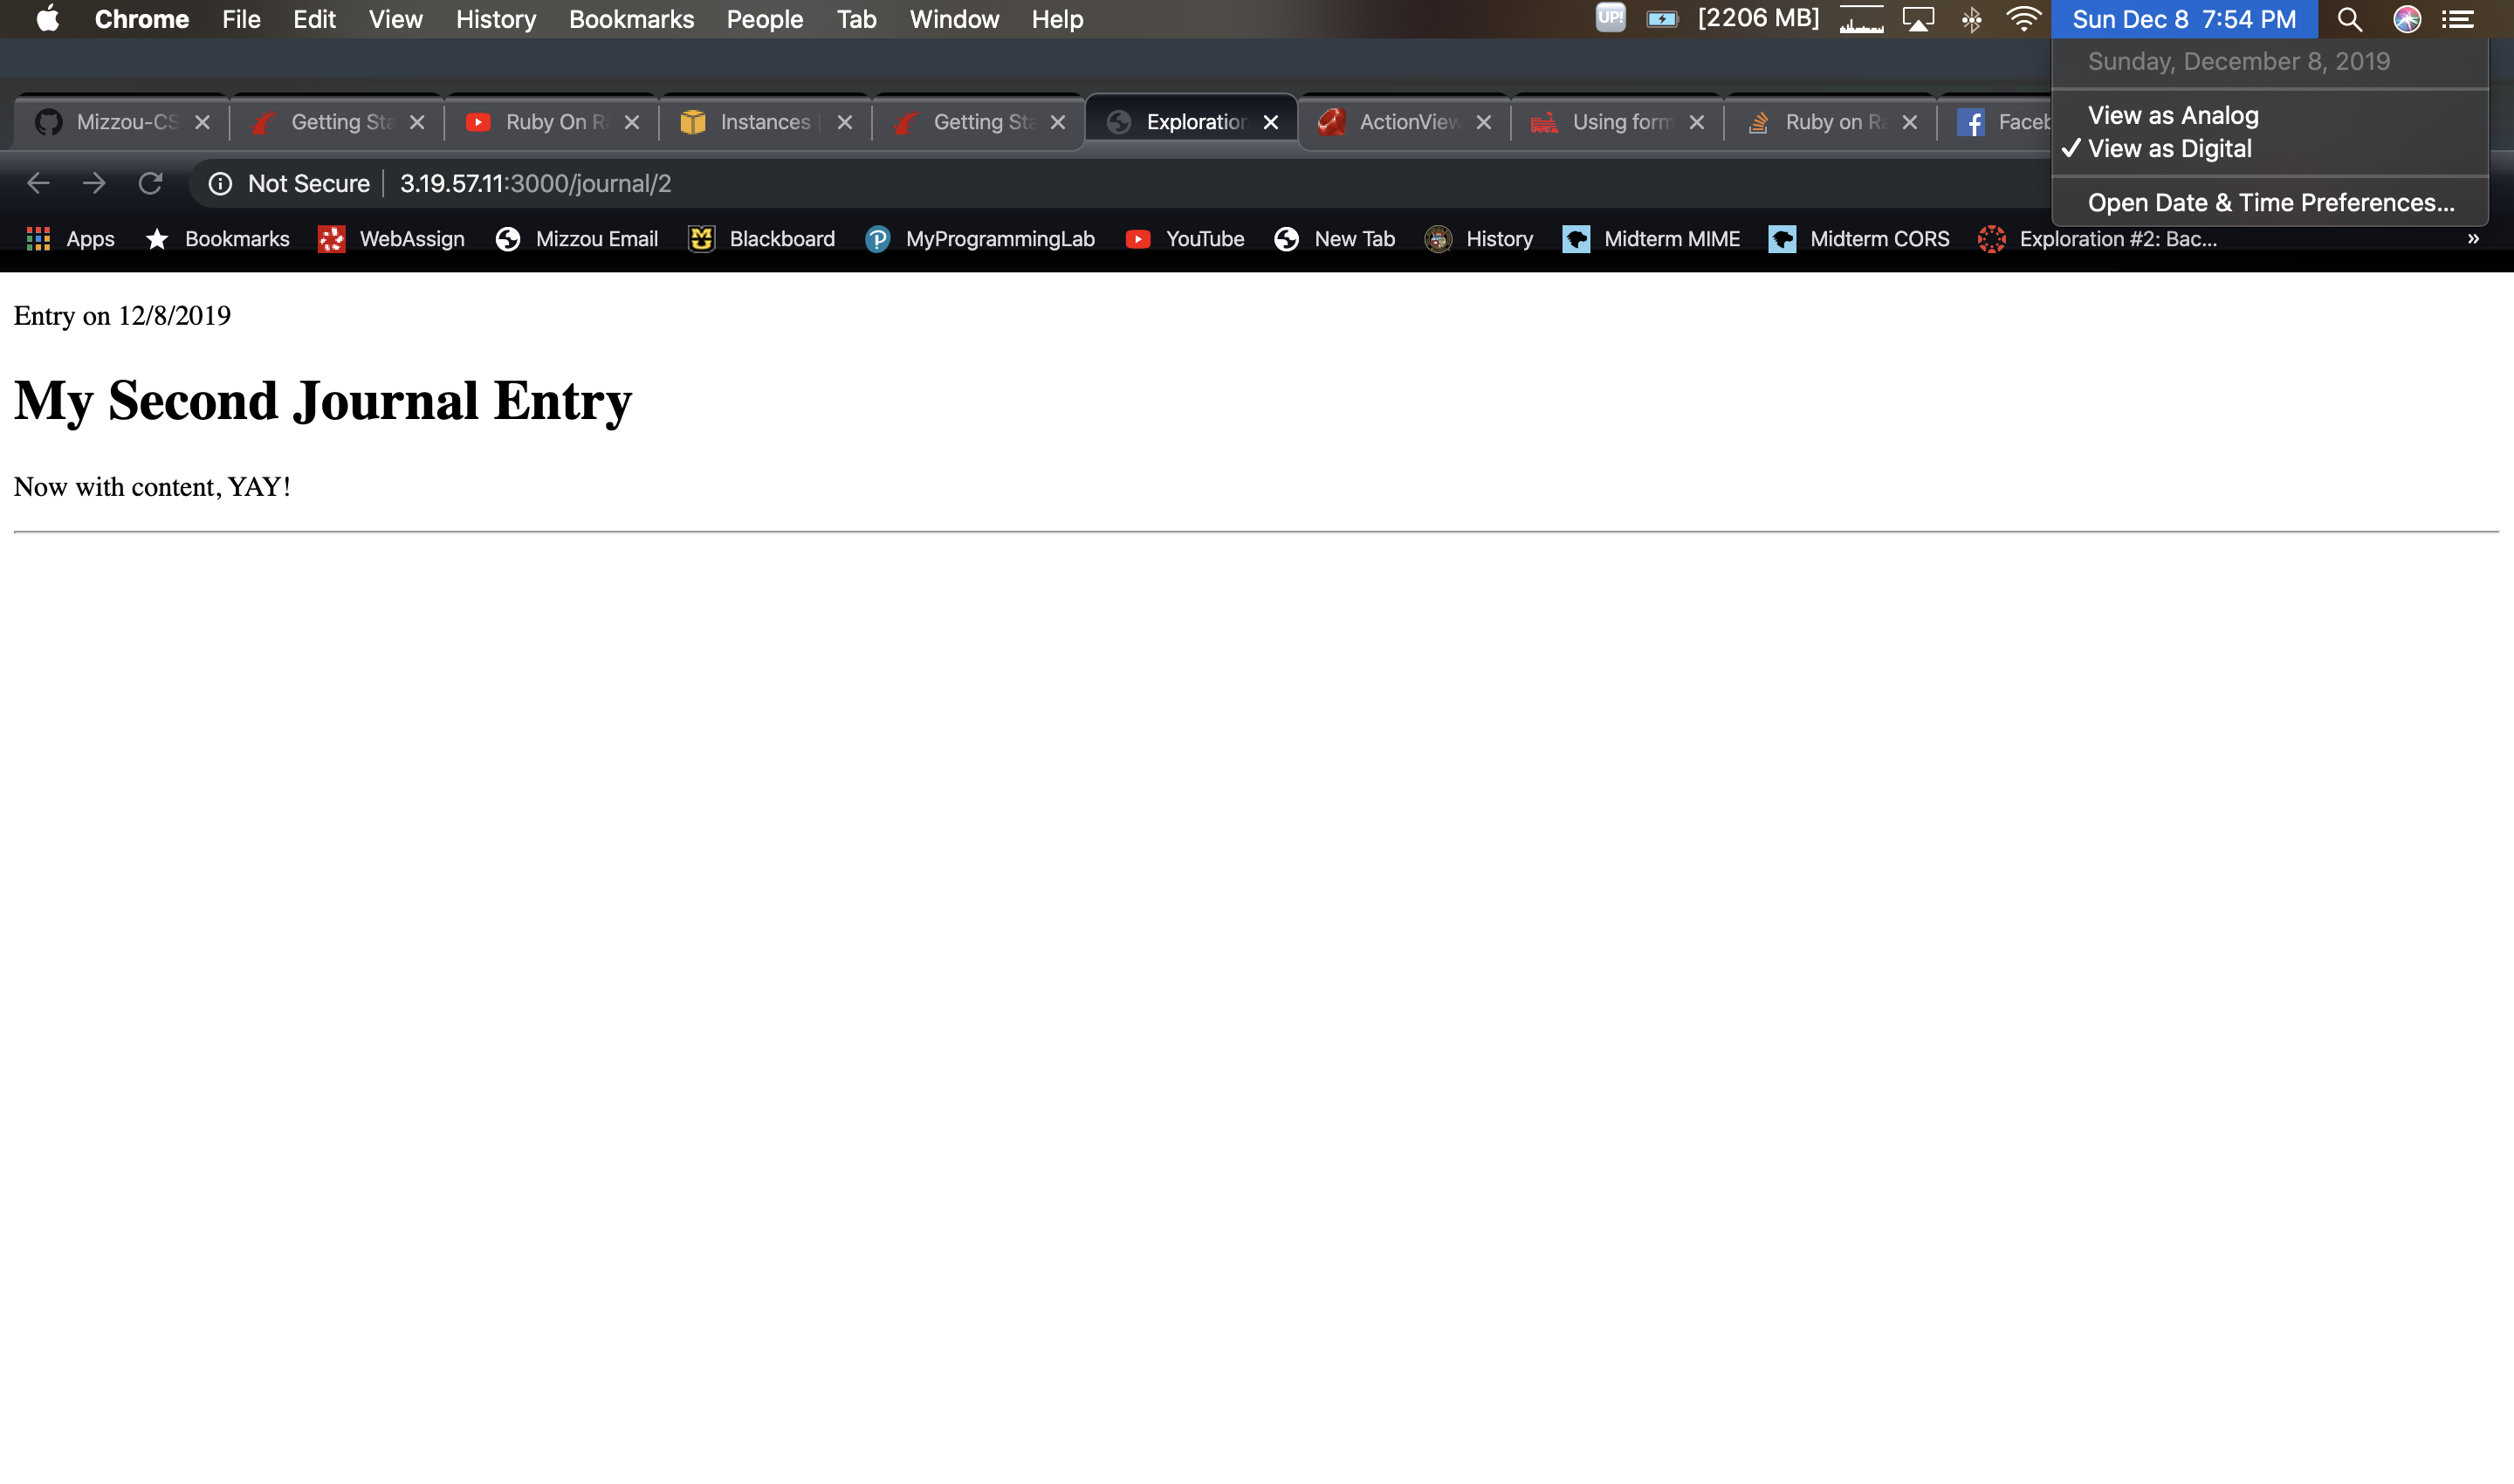 Chrome File Edit View History Bookmarks People Tab Window Help UP! [2206 MB] Sun Dec 8 7:54 PM
Sunday, December 8, 2019
View as Analog
✓ View as Digital
Open Date & Time Preferences...
Mizzou-CS Getting Sta Ruby On Ra Instances Getting Sta Exploration ActionView Using form Ruby on Ra Faceb
Not Secure 3.19.57.11:3000/journal/2
Apps Bookmarks WebAssign Mizzou Email Blackboard MyProgrammingLab YouTube New Tab History Midterm MIME Midterm CORS Exploration #2: Bac... »
Entry on 12/8/2019
My Second Journal Entry
Now with content, YAY!